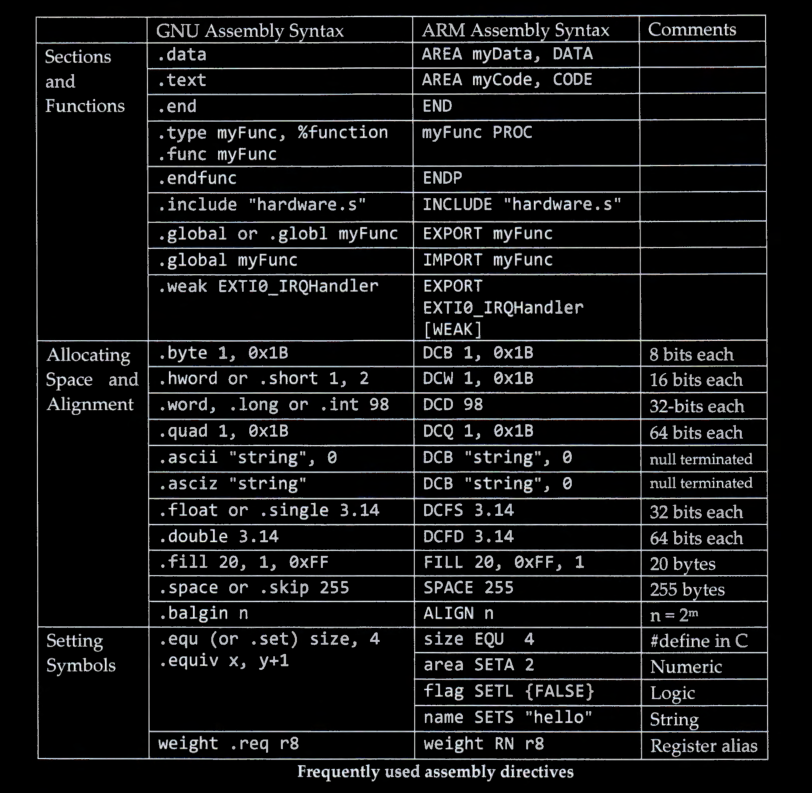 GNU Assembly Syntax ARM Assembly Syntax Comments
Sections and Functions
.data AREA myData, DATA
.text AREA myCode, CODE
.end END
.type myFunc, %function myFunc PROC
.func myFunc
.endfunc ENDP
.include "hardware.s" INCLUDE "hardware.s"
.global or .globl myFunc EXPORT myFunc
.global myFunc IMPORT myFunc
.weak EXTI0_IRQHandler EXPORT
EXTI0_IRQHandler
[WEAK]
Allocating Space and Alignment
.byte 1, 0x1B DCB 1, 0x1B 8 bits each
.hword or .short 1, 2 DCW 1, 0x1B 16 bits each
.word, .long or .int 98 DCD 98 32-bits each
.quad 1, 0x1B DCQ 1, 0x1B 64 bits each
.ascii "string", 0 DCB "string", 0 null terminated
.asciz "string" DCB "string", 0 null terminated
.float or .single 3.14 DCFS 3.14 32 bits each
.double 3.14 DCFD 3.14 64 bits each
.fill 20, 1, 0xFF FILL 20, 0xFF, 1 20 bytes
.space or .skip 255 SPACE 255 255 bytes
.balgin n ALIGN n n = 2ᵐ
Setting Symbols
.equ (or .set) size, 4 size EQU 4 #define in C
.equiv x, y+1 area SETA 2 Numeric
flag SETL {FALSE} Logic
name SETS "hello" String
weight .req r8 weight RN r8 Register alias
Frequently used assembly directives